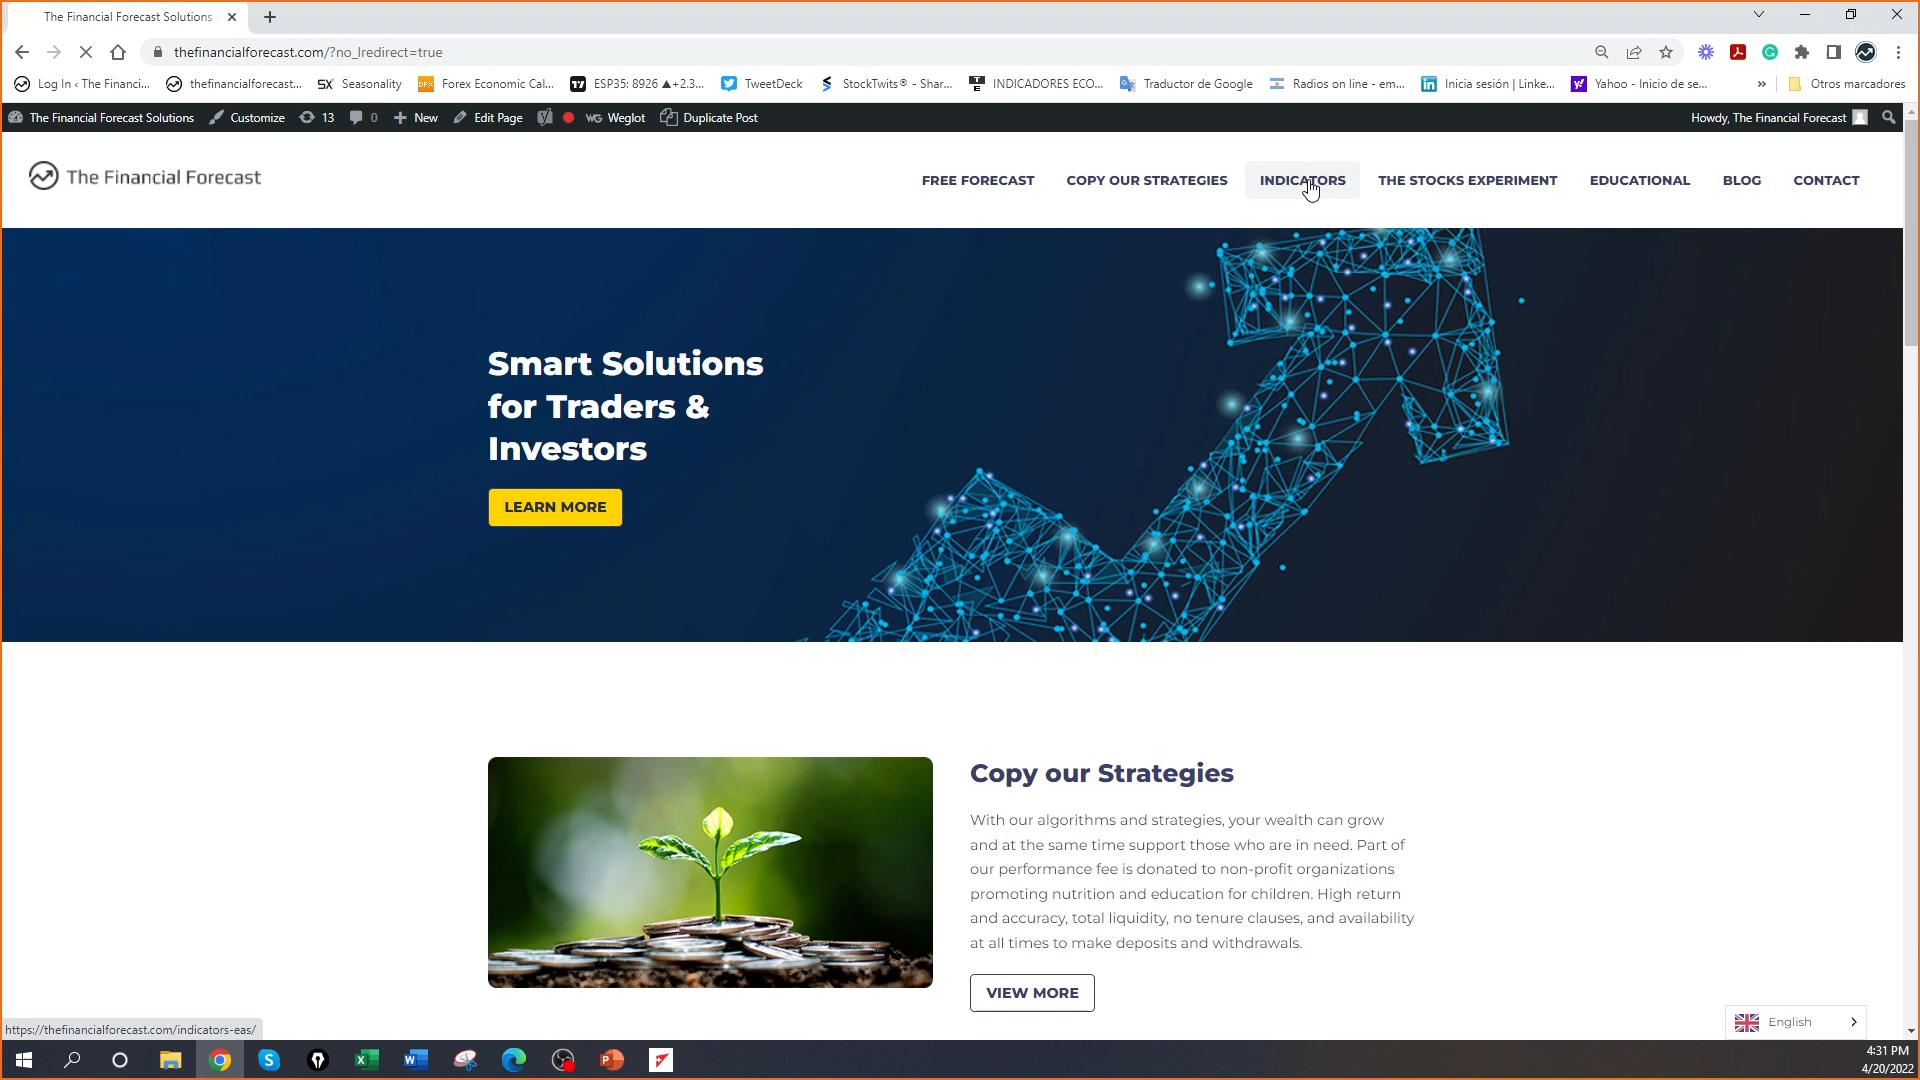 The Financial Forecast Solutions
thefinancialforecast.com/?no_lredirect=true
Log In ‹ The Financi...
thefinancialforecast...
SX Seasonality
DFX Forex Economic Cal...
ESP35: 8926 ▲+2.3...
TweetDeck
StockTwits® - Shar...
INDICADORES ECO...
Traductor de Google
Radios on line - em...
Inicia sesión | Linke...
Yahoo - Inicio de se...
»
Otros marcadores
The Financial Forecast Solutions
Customize
13
0
New
Edit Page
Weglot
Duplicate Post
Howdy, The Financial Forecast
The Financial Forecast
FREE FORECAST
COPY OUR STRATEGIES
INDICATORS
THE STOCKS EXPERIMENT
EDUCATIONAL
BLOG
CONTACT
Smart Solutions
for Traders &
Investors
LEARN MORE
Copy our Strategies
With our algorithms and strategies, your wealth can grow
and at the same time support those who are in need. Part of
our performance fee is donated to non-profit organizations
promoting nutrition and education for children. High return
and accuracy, total liquidity, no tenure clauses, and availability
at all times to make deposits and withdrawals.
VIEW MORE
English
https://thefinancialforecast.com/indicators-eas/
4:31 PM
4/20/2022